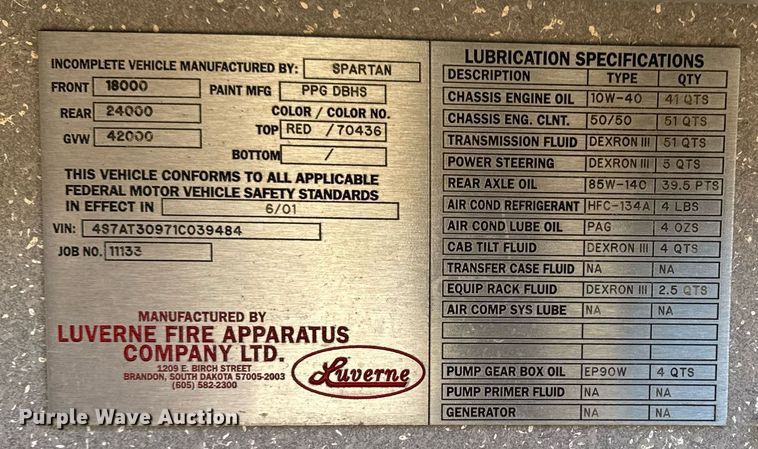 INCOMPLETE VEHICLE MANUFACTURED BY: SPARTAN
FRONT 18000 PAINT MFG PPG DBHS
REAR 24000 COLOR / COLOR NO.
GVW 42000 TOP RED / 70436
BOTTOM /
THIS VEHICLE CONFORMS TO ALL APPLICABLE
FEDERAL MOTOR VEHICLE SAFETY STANDARDS
IN EFFECT IN 6/01
VIN: 4S7AT30971C039484
JOB NO. 11133
MANUFACTURED BY
LUVERNE FIRE APPARATUS
COMPANY LTD.
1209 E. BIRCH STREET
BRANDON, SOUTH DAKOTA 57005-2003
(605) 582-2300
Luverne
LUBRICATION SPECIFICATIONS
DESCRIPTION TYPE QTY
CHASSIS ENGINE OIL 10W-40 41 QTS
CHASSIS ENG. CLNT. 50/50 51 QTS
TRANSMISSION FLUID DEXRON III 51 QTS
POWER STEERING DEXRON III 5 QTS
REAR AXLE OIL 85W-140 39.5 PTS
AIR COND REFRIGERANT HFC-134A 4 LBS
AIR COND LUBE OIL PAG 4 OZS
CAB TILT FLUID DEXRON III 4 QTS
TRANSFER CASE FLUID NA NA
EQUIP RACK FLUID DEXRON III 2.5 QTS
AIR COMP SYS LUBE NA NA
PUMP GEAR BOX OIL EP90W 4 QTS
PUMP PRIMER FLUID NA NA
GENERATOR NA NA
Purple Wave Auction